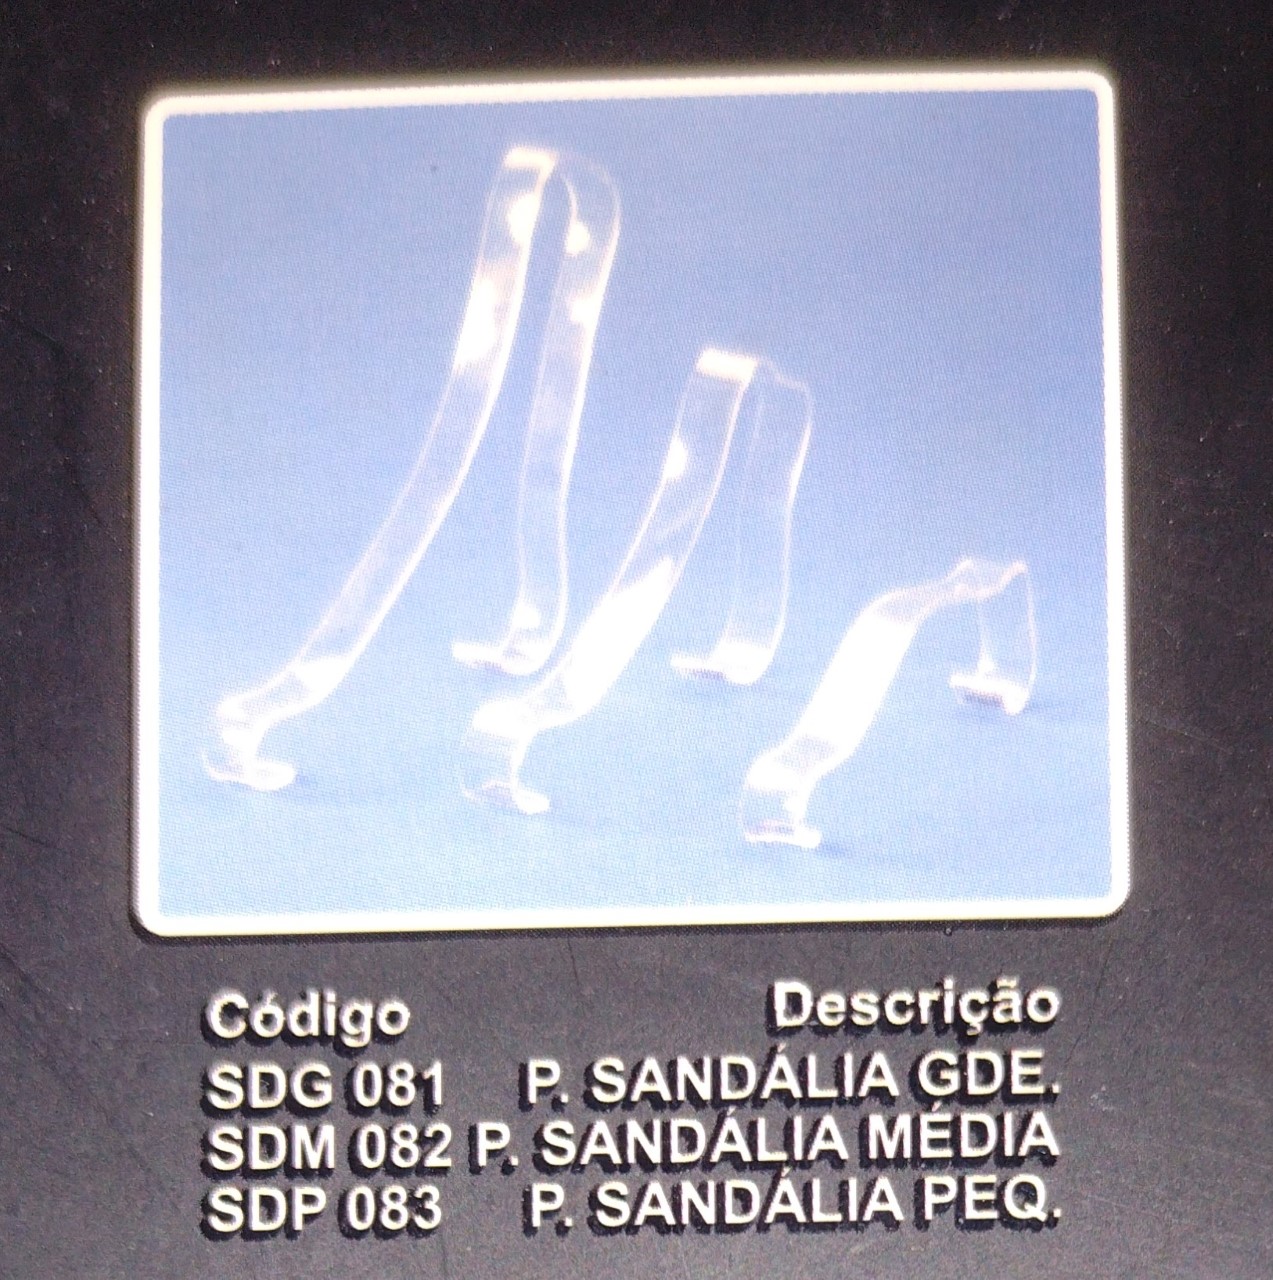 Código Descrição
SDG 081 P. SANDÁLIA GDE.
SDM 082 P. SANDÁLIA MÉDIA
SDP 083 P. SANDÁLIA PEQ.